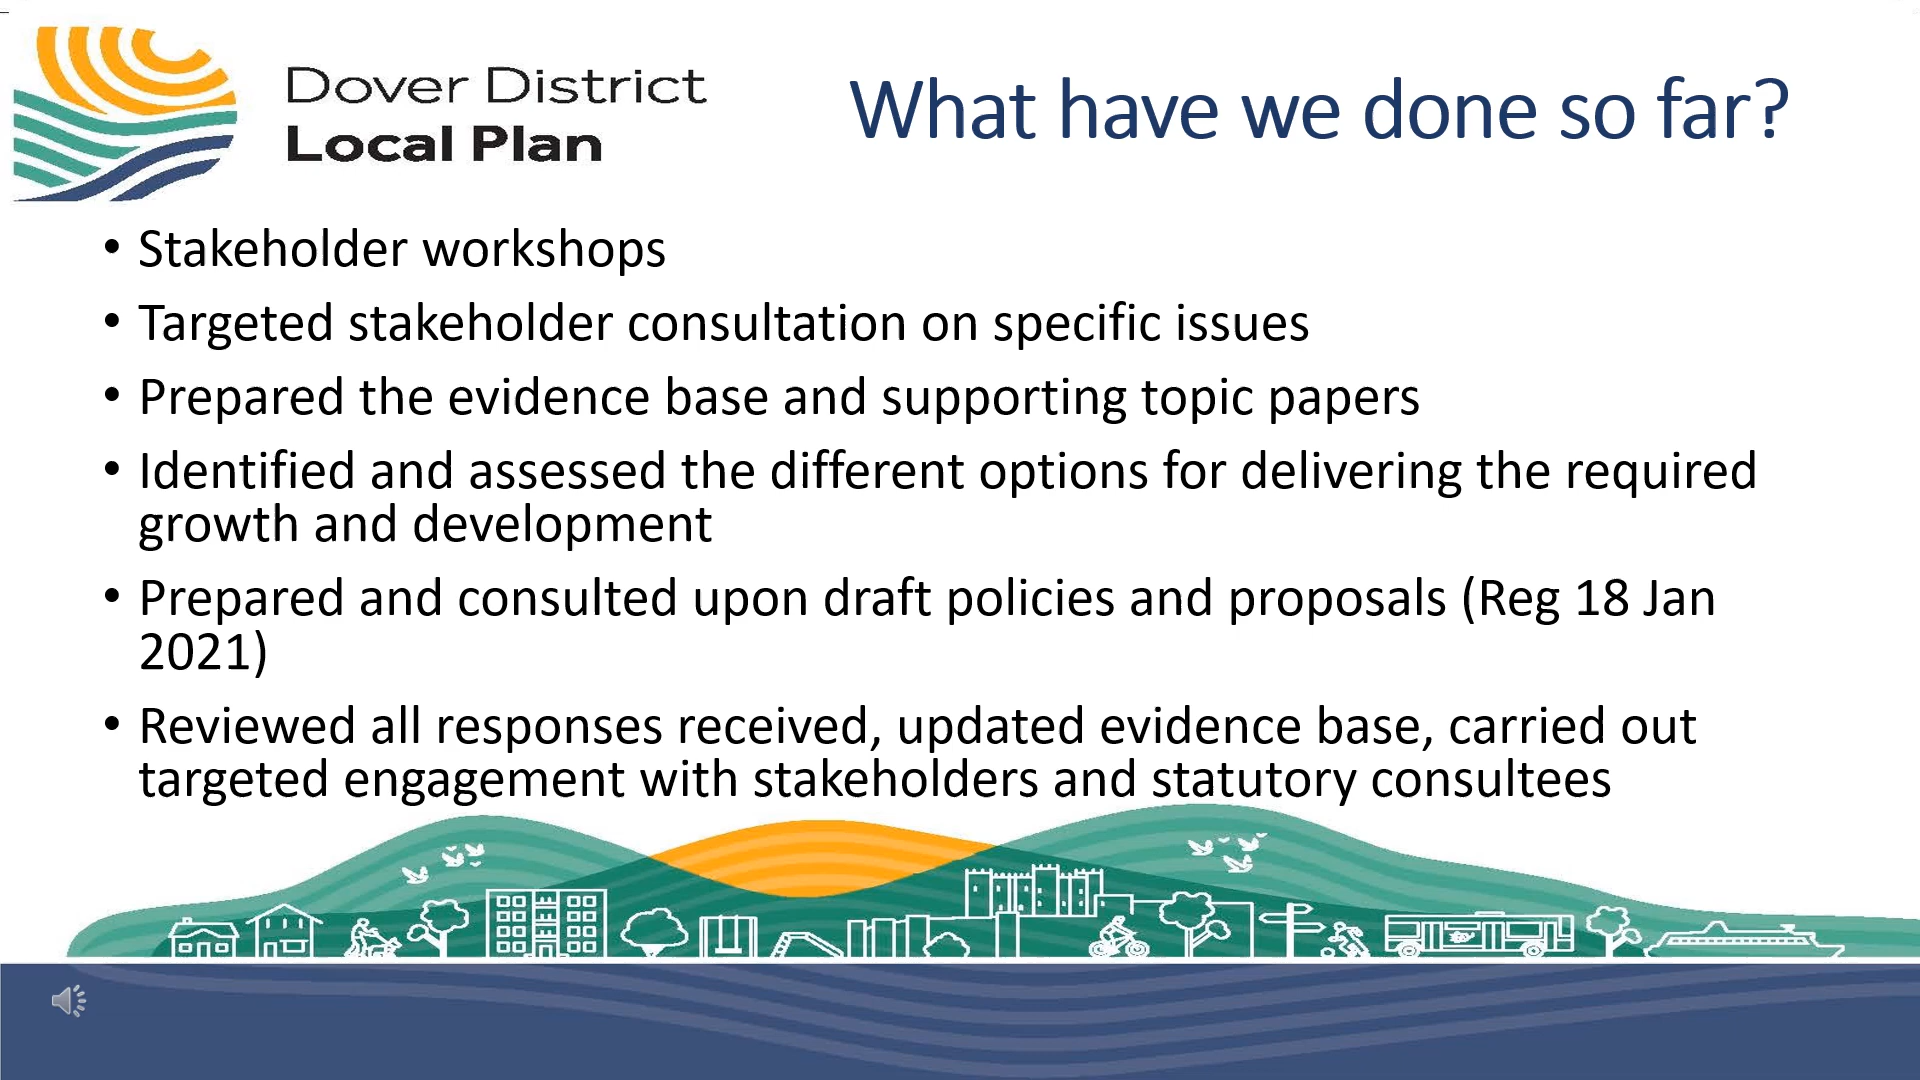 Dover District
Local Plan
What have we done so far?
• Stakeholder workshops
• Targeted stakeholder consultation on specific issues
• Prepared the evidence base and supporting topic papers
• Identified and assessed the different options for delivering the required
growth and development
• Prepared and consulted upon draft policies and proposals (Reg 18 Jan
2021)
• Reviewed all responses received, updated evidence base, carried out
targeted engagement with stakeholders and statutory consultees